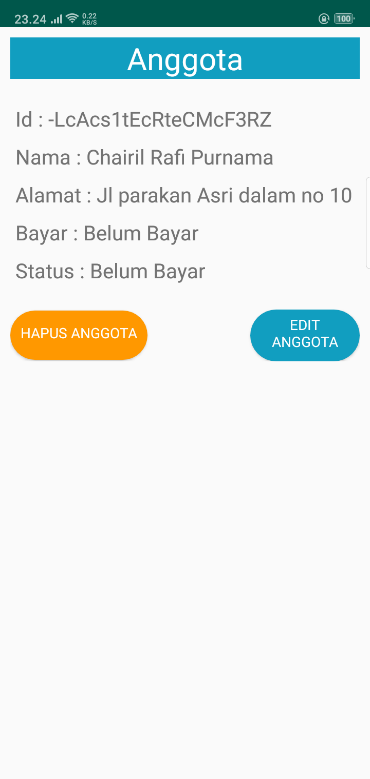 23.24 0.22 KB/S 100
Anggota
Id : -LcAcs1tEcRteCMcF3RZ
Nama : Chairil Rafi Purnama
Alamat : Jl parakan Asri dalam no 10
Bayar : Belum Bayar
Status : Belum Bayar
HAPUS ANGGOTA
EDIT
ANGGOTA